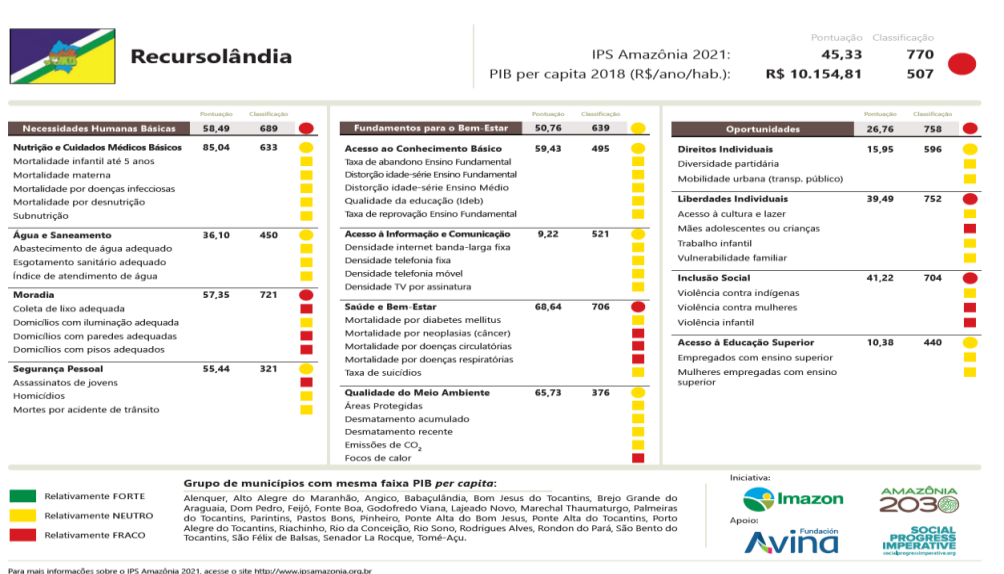 Recursolândia
Pontuação Classificação
IPS Amazônia 2021: 45,33 770
PIB per capita 2018 (R$/ano/hab.): R$ 10.154,81 507
Pontuação Classificação
Necessidades Humanas Básicas 58,49 689
Nutrição e Cuidados Médicos Básicos 85,04 633
Mortalidade infantil até 5 anos
Mortalidade materna
Mortalidade por doenças infecciosas
Mortalidade por desnutrição
Subnutrição
Água e Saneamento 36,10 450
Abastecimento de água adequado
Esgotamento sanitário adequado
Índice de atendimento de água
Moradia 57,35 721
Coleta de lixo adequada
Domicílios com iluminação adequada
Domicílios com paredes adequadas
Domicílios com pisos adequados
Segurança Pessoal 55,44 321
Assassinatos de jovens
Homicídios
Mortes por acidente de trânsito
Pontuação Classificação
Fundamentos para o Bem-Estar 50,76 639
Acesso ao Conhecimento Básico 59,43 495
Taxa de abandono Ensino Fundamental
Distorção idade-série Ensino Fundamental
Distorção idade-série Ensino Médio
Qualidade da educação (Ideb)
Taxa de reprovação Ensino Fundamental
Acesso à Informação e Comunicação 9,22 521
Densidade internet banda-larga fixa
Densidade telefonia fixa
Densidade telefonia móvel
Densidade TV por assinatura
Saúde e Bem-Estar 68,64 706
Mortalidade por diabetes mellitus
Mortalidade por neoplasias (câncer)
Mortalidade por doenças circulatórias
Mortalidade por doenças respiratórias
Taxa de suicídios
Qualidade do Meio Ambiente 65,73 376
Áreas Protegidas
Desmatamento acumulado
Desmatamento recente
Emissões de CO₂
Focos de calor
Pontuação Classificação
Oportunidades 26,76 758
Direitos Individuais 15,95 596
Diversidade partidária
Mobilidade urbana (transp. público)
Liberdades Individuais 39,49 752
Acesso à cultura e lazer
Mães adolescentes ou crianças
Trabalho infantil
Vulnerabilidade familiar
Inclusão Social 41,22 704
Violência contra indígenas
Violência contra mulheres
Violência infantil
Acesso à Educação Superior 10,38 440
Empregados com ensino superior
Mulheres empregadas com ensino
superior
Relativamente FORTE
Relativamente NEUTRO
Relativamente FRACO
Grupo de municípios com mesma faixa PIB per capita:
Alenquer, Alto Alegre do Maranhão, Angico, Babaçulândia, Bom Jesus do Tocantins, Brejo Grande do
Araguaia, Dom Pedro, Feijó, Fonte Boa, Godofredo Viana, Lajeado Novo, Marechal Thaumaturgo, Palmeiras
do Tocantins, Parintins, Pastos Bons, Pinheiro, Ponte Alta do Bom Jesus, Ponte Alta do Tocantins, Porto
Alegre do Tocantins, Riachinho, Rio da Conceição, Rio Sono, Rodrigues Alves, Rondon do Pará, São Bento do
Tocantins, São Félix de Balsas, Senador La Rocque, Tomé-Açu.
Iniciativa:
Imazon
AMAZÔNIA
2030
Apoio:
Fundación
Avina
SOCIAL
PROGRESS
IMPERATIVE
socialprogressimperative.org
Para mais informações sobre o IPS Amazônia 2021, acesse o site http://www.ipsamazonia.org.br